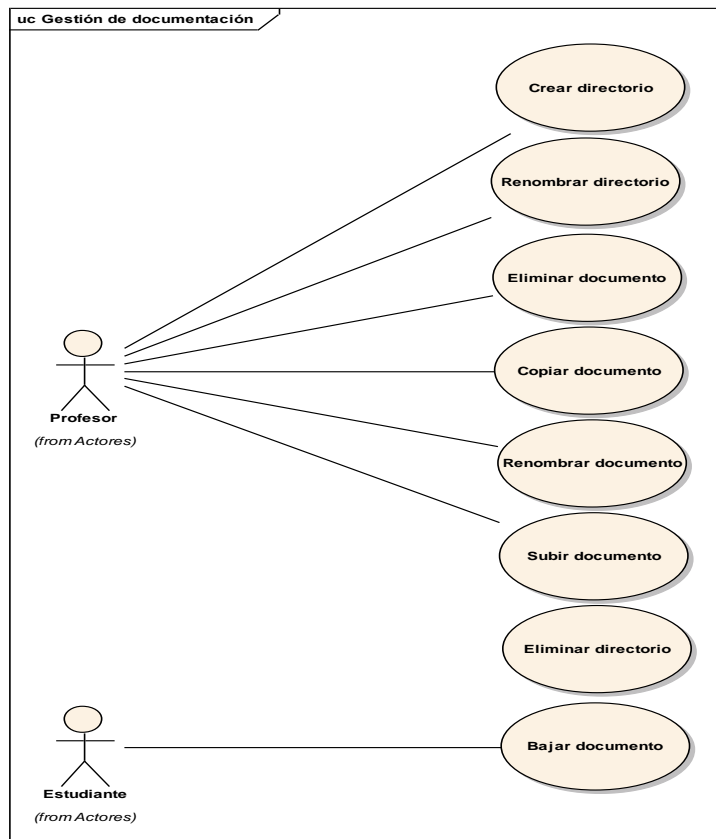 uc Gestión de documentación
Crear directorio
Renombrar directorio
Eliminar documento
Copiar documento
Profesor
(from Actores)
Renombrar documento
Subir documento
Eliminar directorio
Bajar documento
Estudiante
(from Actores)